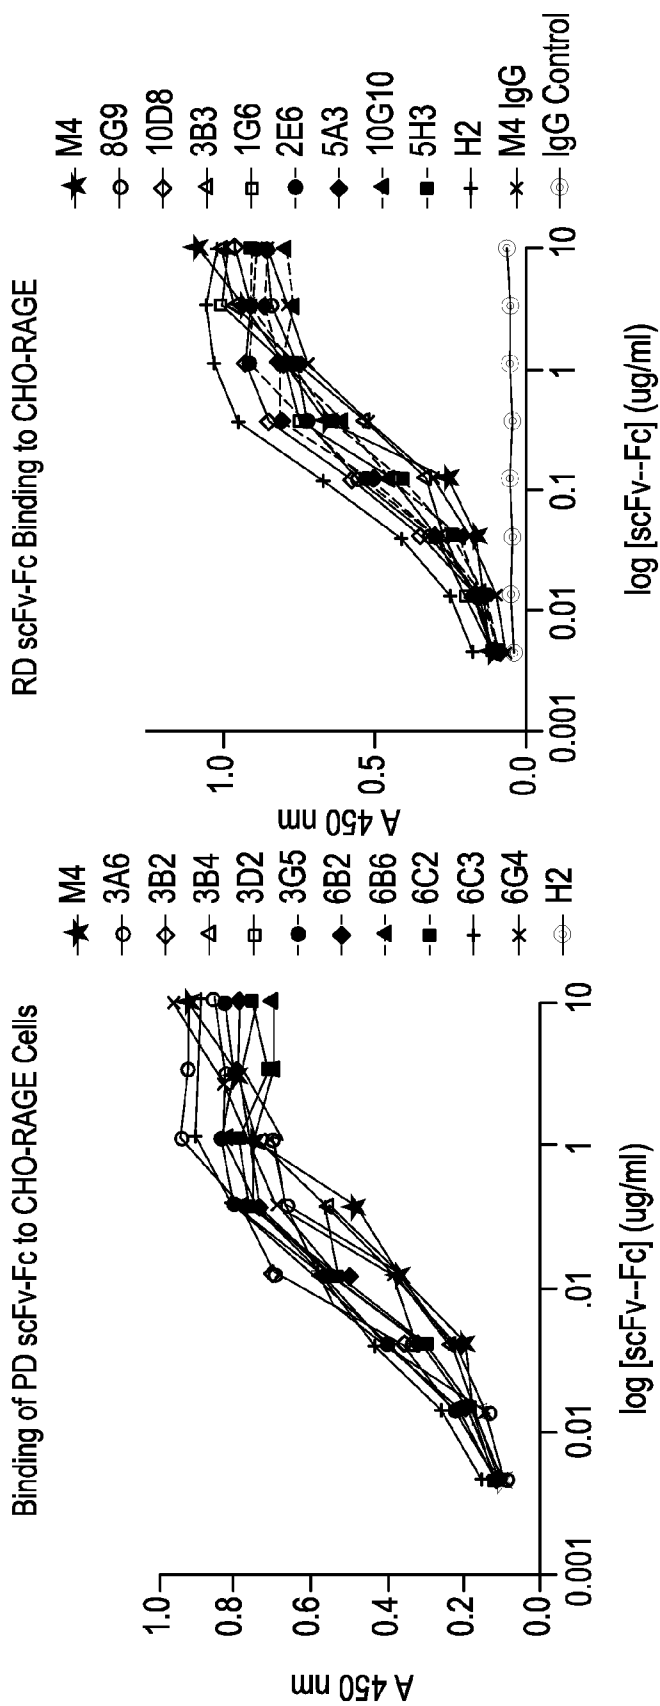 Binding of PD scFv-Fc to CHO-RAGE Cells
A 450 nm
1.0
0.8
0.6
0.4
0.2
0.0
0.001
0.01
.01
1
10
log [scFv--Fc] (ug/ml)
M4
3A6
3B2
3B4
3D2
3G5
6B2
6B6
6C2
6C3
6G4
H2
RD scFv-Fc Binding to CHO-RAGE
A 450 nm
1.0
0.5
0.0
0.001
0.01
0.1
1
10
log [scFv--Fc] (ug/ml)
M4
8G9
10D8
3B3
1G6
2E6
5A3
10G10
5H3
H2
M4 IgG
IgG Control